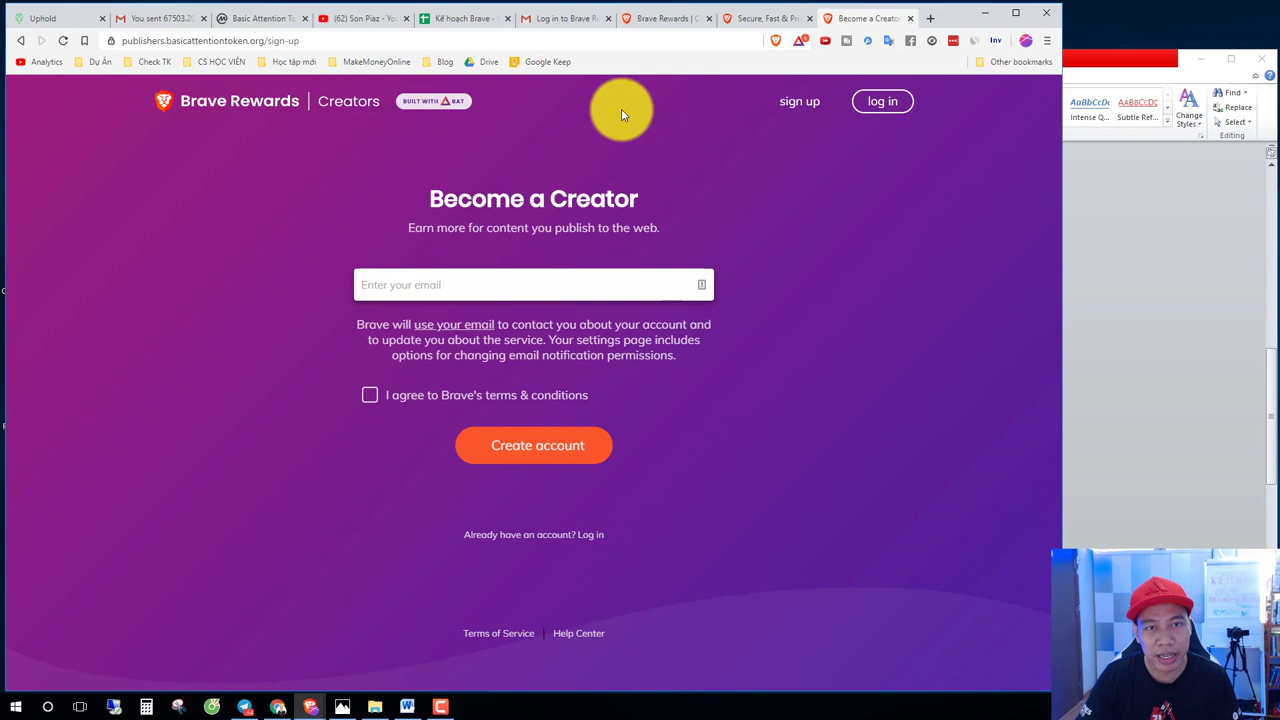 Uphold
You sent 67503.20
Basic Attention To
(62) Son Piaz - Yo
Kế hoạch Brave -
Log in to Brave Re
Brave Rewards | C
Secure, Fast & Pri
Become a Creator
publishers.basicattentiontoken.org/sign-up
Inv
Analytics
Dự Án
Check TK
CS HỌC VIÊN
Học tập mới
MakeMoneyOnline
Blog
Drive
Google Keep
Other bookmarks
Brave Rewards | Creators
BUILT WITH BAT
sign up
log in
Become a Creator
Earn more for content you publish to the web.
Enter your email
Brave will use your email to contact you about your account and
to update you about the service. Your settings page includes
options for changing email notification permissions.
I agree to Brave's terms & conditions
Create account
Already have an account? Log in
Terms of Service
Help Center
AaBbCcDc
AaBbCcDc
Intense Q...
Subtle Ref...
Change
Styles
Find
Replace
Select
Editing